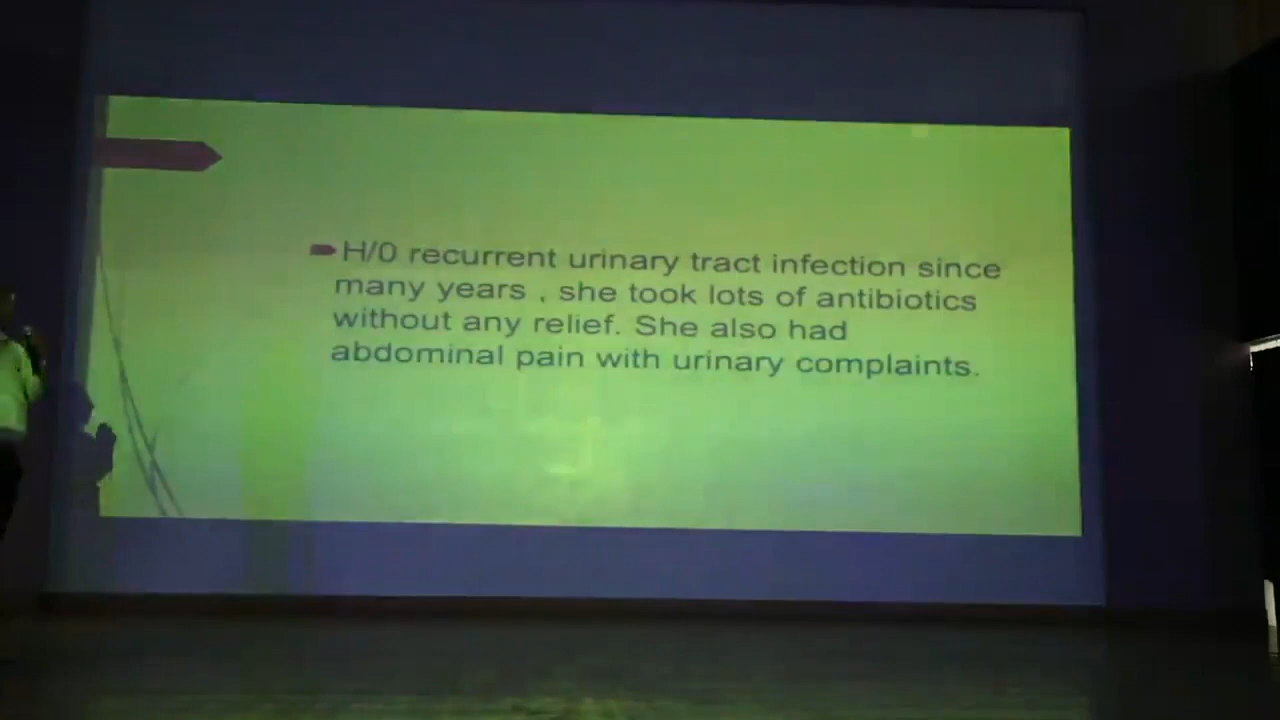 H/0 recurrent urinary tract infection since
many years , she took lots of antibiotics
without any relief. She also had
abdominal pain with urinary complaints.